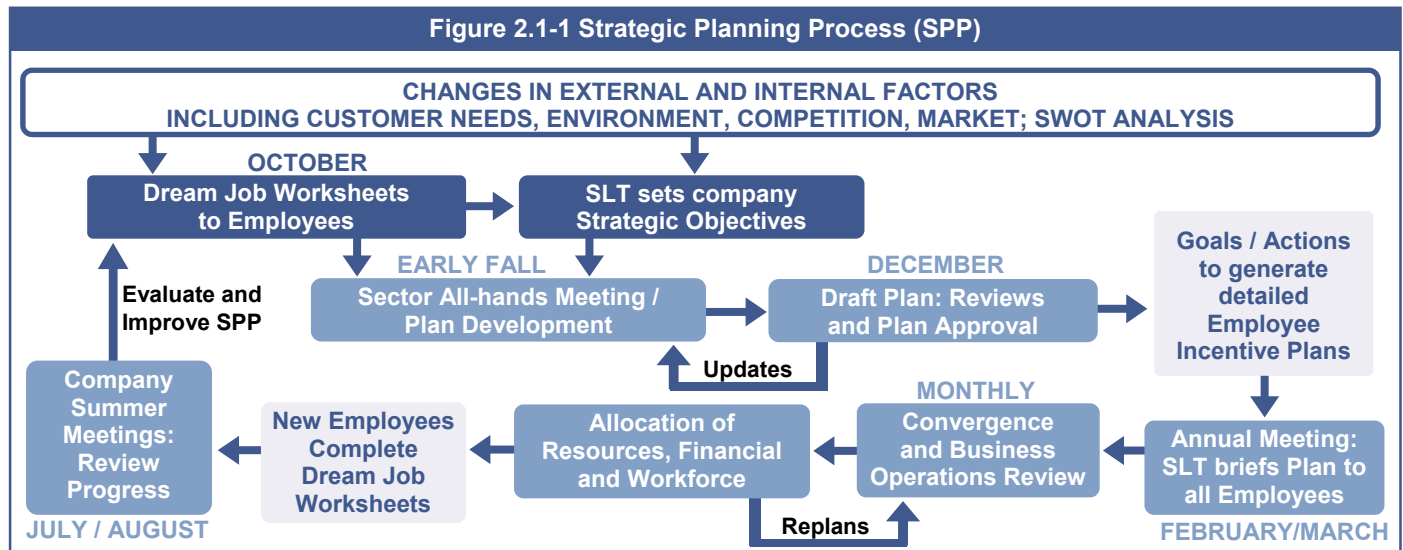 Figure 2.1-1 Strategic Planning Process (SPP)
CHANGES IN EXTERNAL AND INTERNAL FACTORS
INCLUDING CUSTOMER NEEDS, ENVIRONMENT, COMPETITION, MARKET; SWOT ANALYSIS
OCTOBER
Dream Job Worksheets
to Employees
SLT sets company
Strategic Objectives
EARLY FALL
Sector All-hands Meeting /
Plan Development
DECEMBER
Draft Plan: Reviews
and Plan Approval
Updates
Goals / Actions
to generate
detailed
Employee
Incentive Plans
Annual Meeting:
SLT briefs Plan to
all Employees
FEBRUARY/MARCH
MONTHLY
Convergence
and Business
Operations Review
Allocation of
Resources, Financial
and Workforce
Replans
New Employees
Complete
Dream Job
Worksheets
Company
Summer
Meetings:
Review
Progress
JULY / AUGUST
Evaluate and
Improve SPP